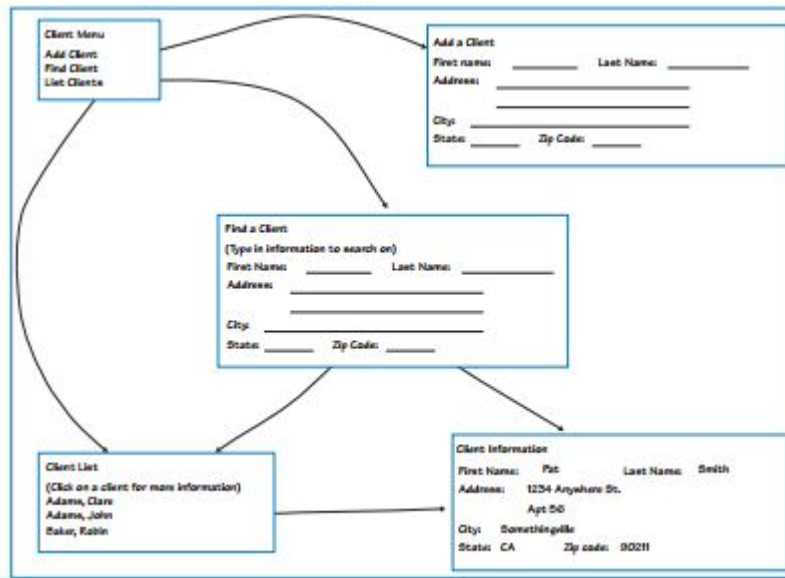 Client Menu
Add Client
Find Client
List Clients
Add a Client
First name: Last Name:
Address:
City:
State: Zip Code:
Find a Client
(Type in information to search on)
First Name: Last Name:
Address:
City:
State: Zip Code:
Client List
(Click on a client for more information)
Adams, Clare
Adams, John
Baker, Robin
Client Information
First Name: Pat Last Name: Smith
Address: 1234 Anywhere St.
Apt 56
City: Somethingville
State: CA Zip code: 90211